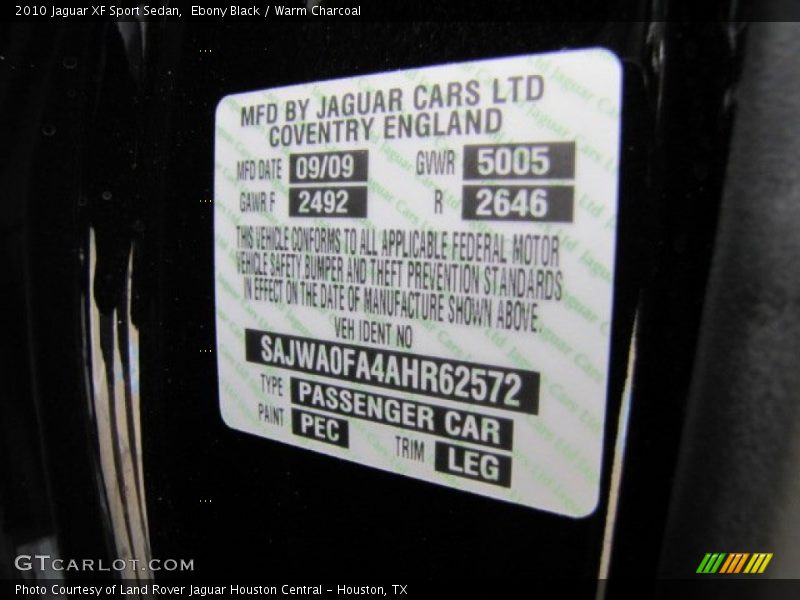 2010 Jaguar XF Sport Sedan,  Ebony Black / Warm Charcoal
MFD BY JAGUAR CARS LTD
COVENTRY ENGLAND
MFD DATE 09/09 GVWR 5005
GAWR F 2492 R 2646
THIS VEHICLE CONFORMS TO ALL APPLICABLE FEDERAL MOTOR
VEHICLE SAFETY, BUMPER AND THEFT PREVENTION STANDARDS
IN EFFECT ON THE DATE OF MANUFACTURE SHOWN ABOVE.
VEH IDENT NO
SAJWA0FA4AHR62572
TYPE PASSENGER CAR
PAINT PEC TRIM LEG
GTCARLOT.COM
Photo Courtesy of Land Rover Jaguar Houston Central - Houston, TX